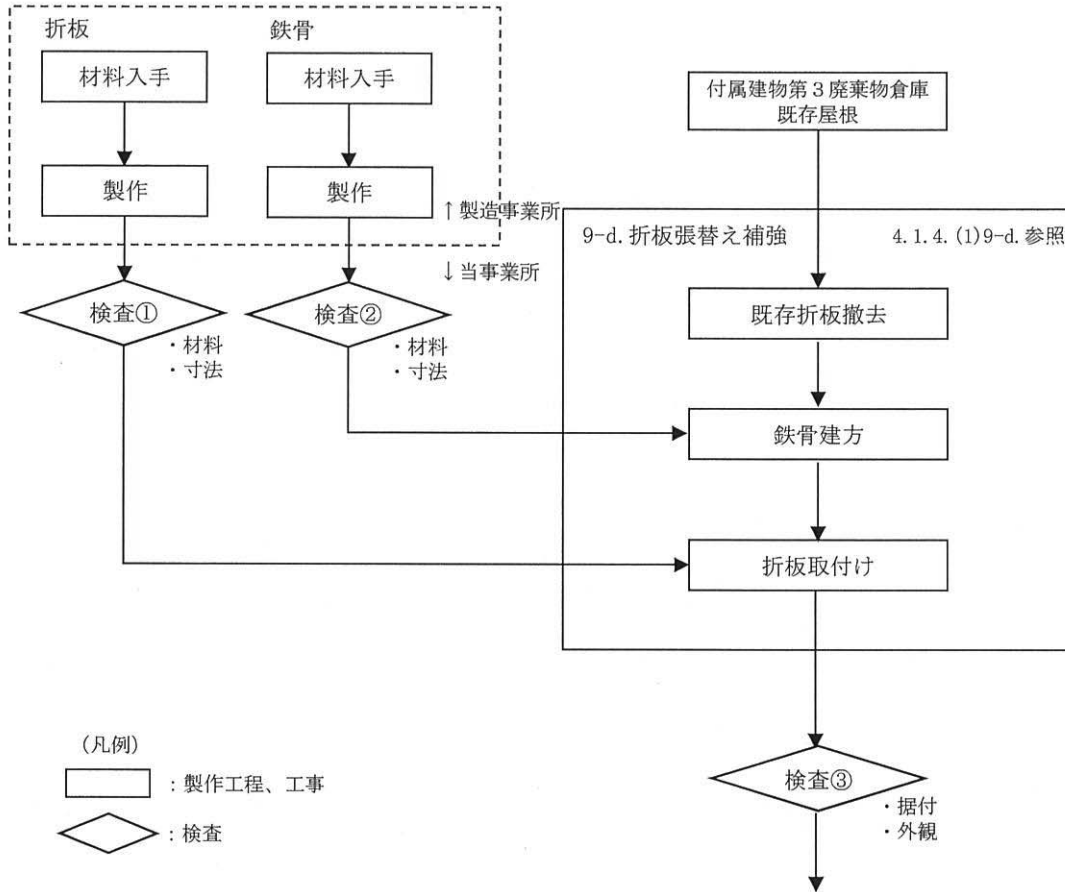 折板
鉄骨
材料入手
材料入手
付属建物第３廃棄物倉庫
既存屋根
製作
製作
↑製造事業所
↓当事業所
9-d.折板張替え補強
4.1.4.(1)9-d.参照
検査①
・材料
・寸法
検査②
・材料
・寸法
既存折板撤去
鉄骨建方
折板取付け
検査③
・据付
・外観
(凡例)
：製作工程、工事
：検査